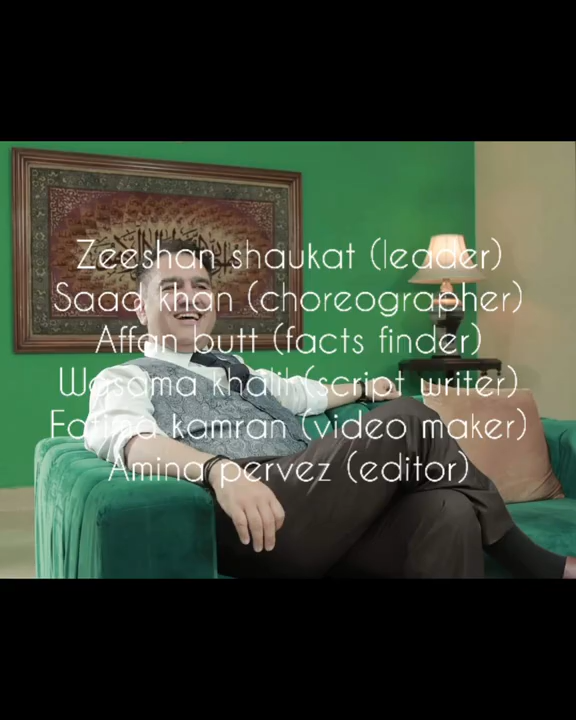 Zeeshan shaukat (leader)
Saad khan (choreographer)
Affan butt (facts finder)
Wasama khalil (script writer)
Fatima kamran (video maker)
Amina pervez (editor)